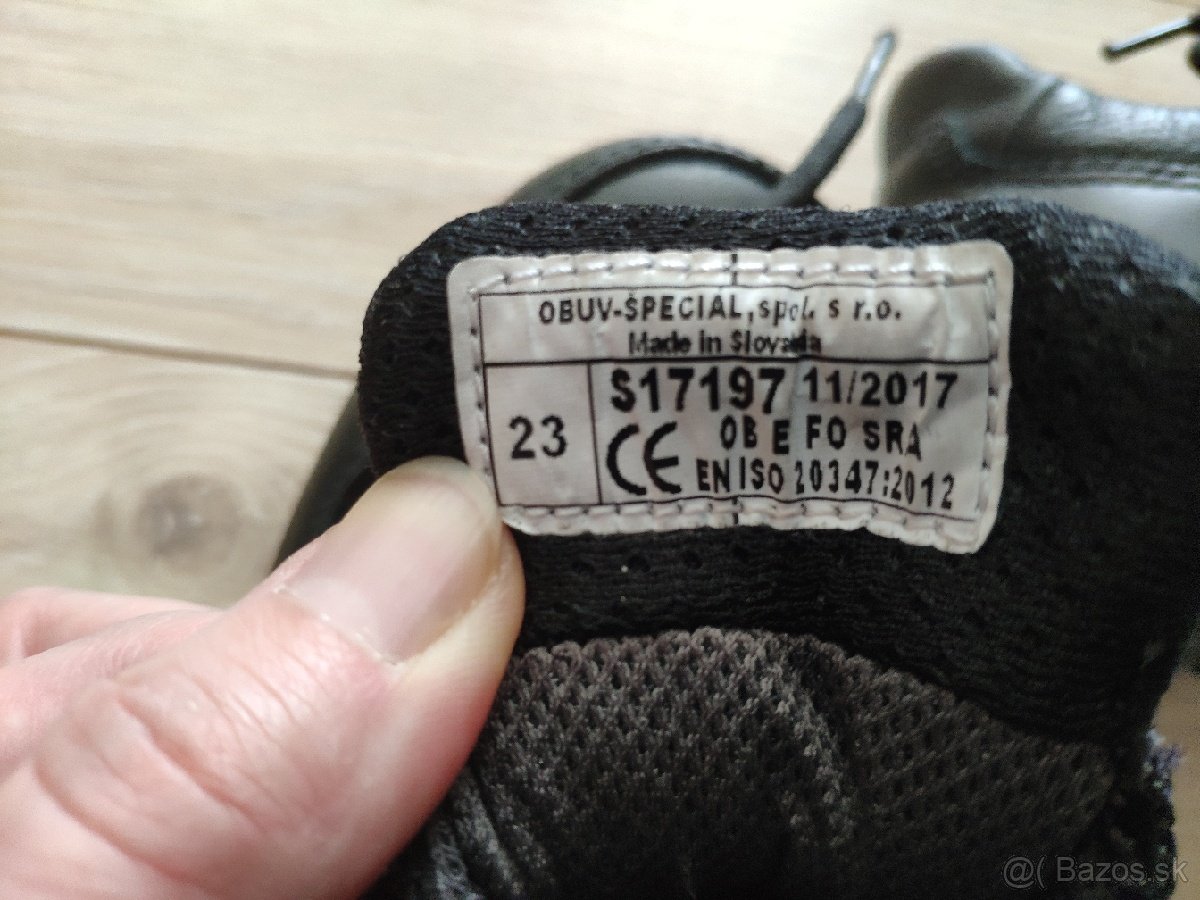 OBUV-ŠPECIAL,spol. s r.o.
Made in Slovakia
23
S17197 11/2017
CE OB E FO SRA
EN ISO 20347:2012
@( Bazos.sk